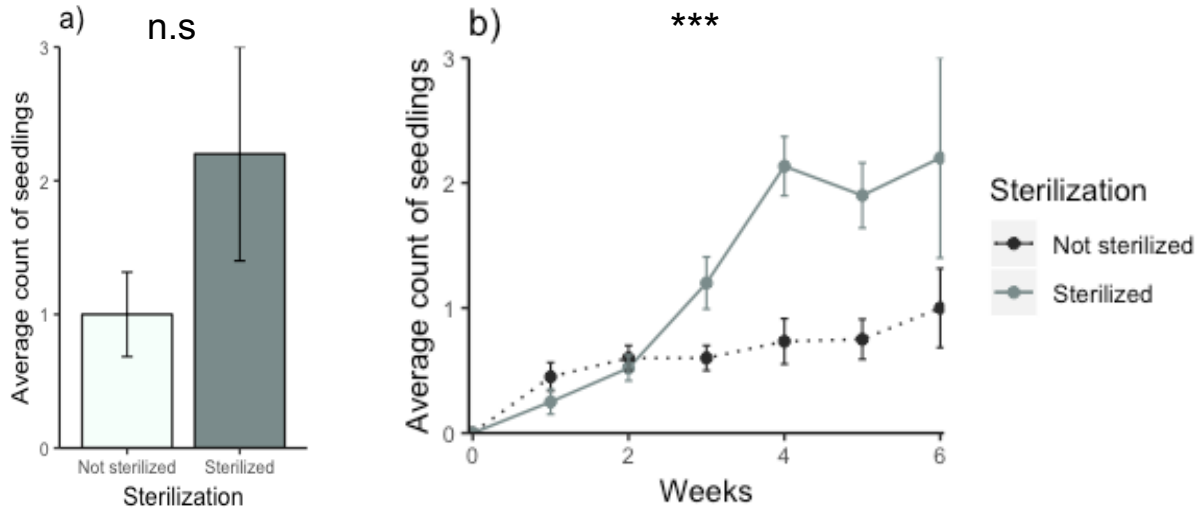 a)
n.s
Average count of seedlings
3
2
1
0
Not sterilized
Sterilized
Sterilization
b)
***
Average count of seedlings
3
2
1
0
0
2
4
6
Weeks
Sterilization
Not sterilized
Sterilized